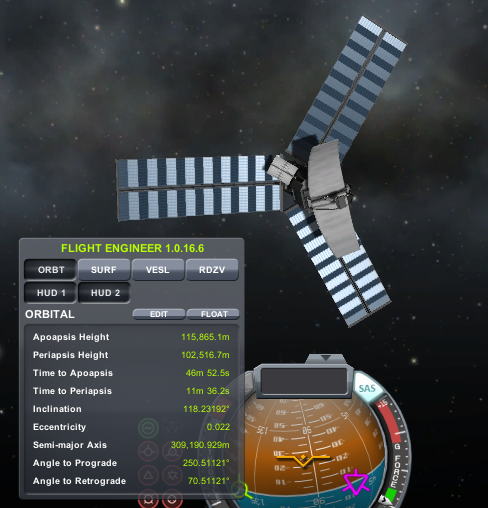 FLIGHT ENGINEER 1.0.16.6
ORBT SURF VESL RDZV
HUD 1 HUD 2
ORBITAL EDIT FLOAT
Apoapsis Height 115,865.1m
Periapsis Height 102,516.7m
Time to Apoapsis 46m 52.5s
Time to Periapsis 11m 36.2s
Inclination 118.23192°
Eccentricity 0.022
Semi-major Axis 309,190.929m
Angle to Prograde 250.51121°
Angle to Retrograde 70.51121°
SAS
G FORCE